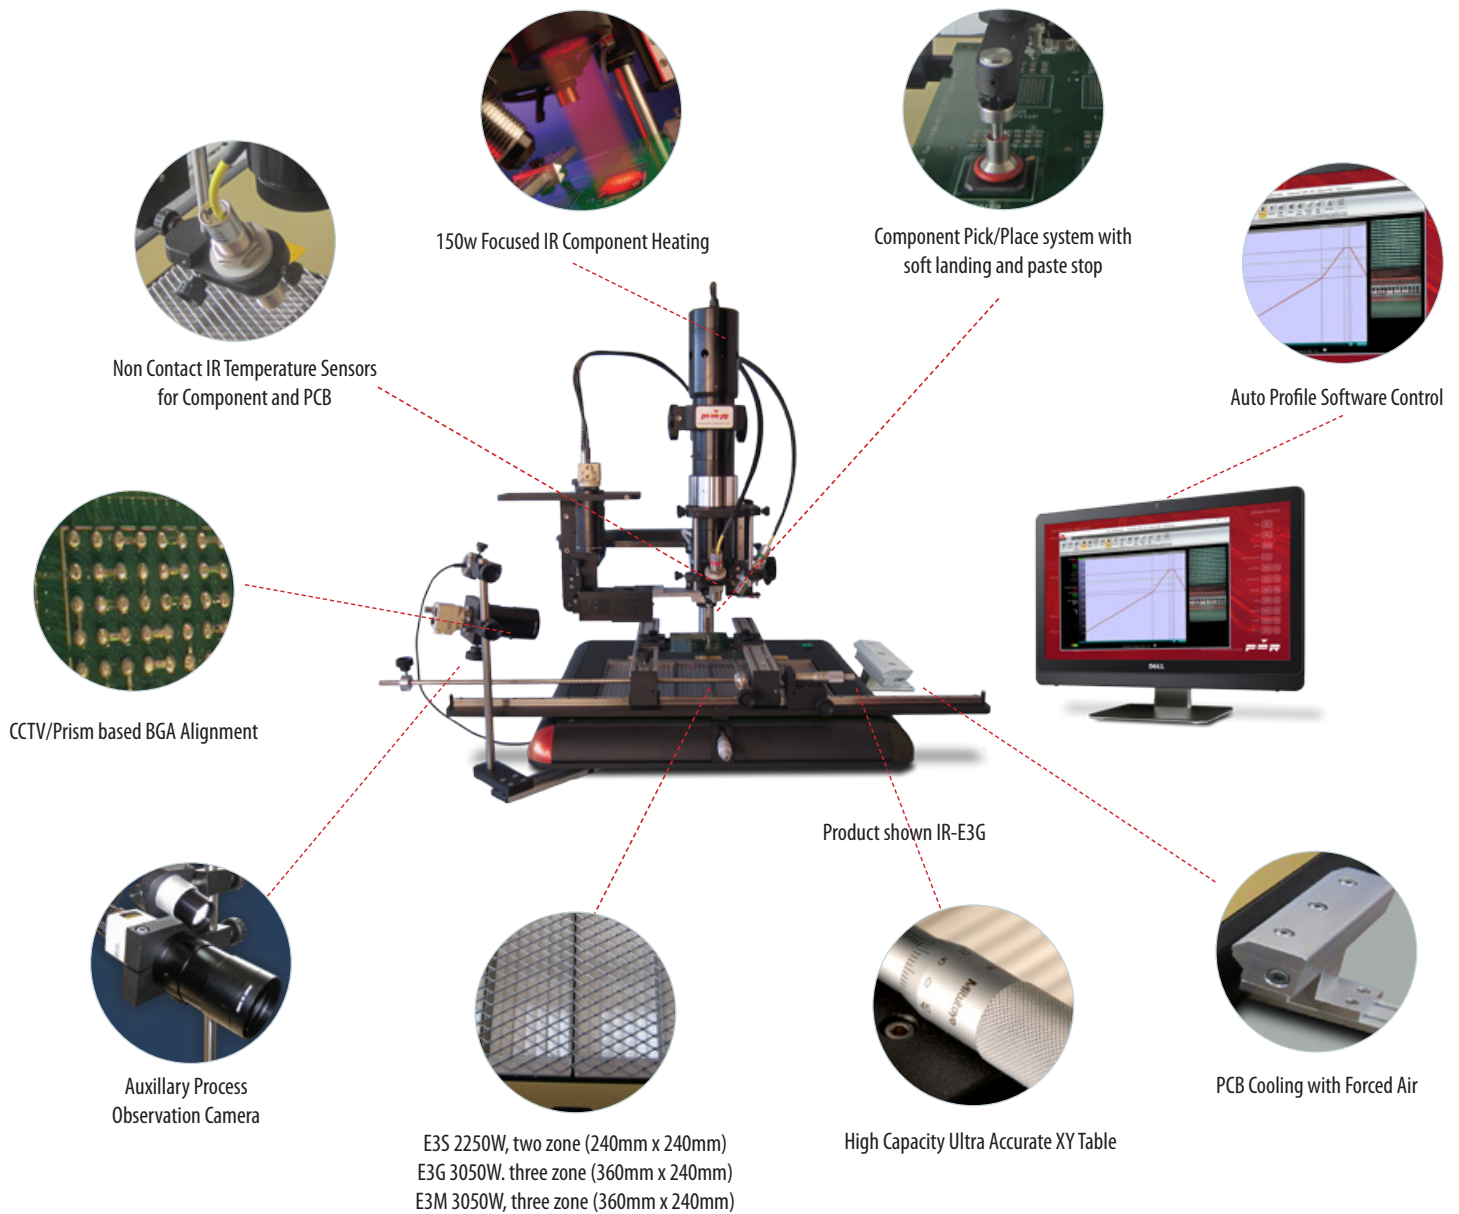 150w Focused IR Component Heating
Component Pick/Place system with
soft landing and paste stop
Non Contact IR Temperature Sensors
for Component and PCB
Auto Profile Software Control
CCTV/Prism based BGA Alignment
DELL
Product shown IR-E3G
Mitutoyo
Auxillary Process
Observation Camera
E3S 2250W, two zone (240mm x 240mm)
E3G 3050W. three zone (360mm x 240mm)
E3M 3050W, three zone (360mm x 240mm)
High Capacity Ultra Accurate XY Table
PCB Cooling with Forced Air